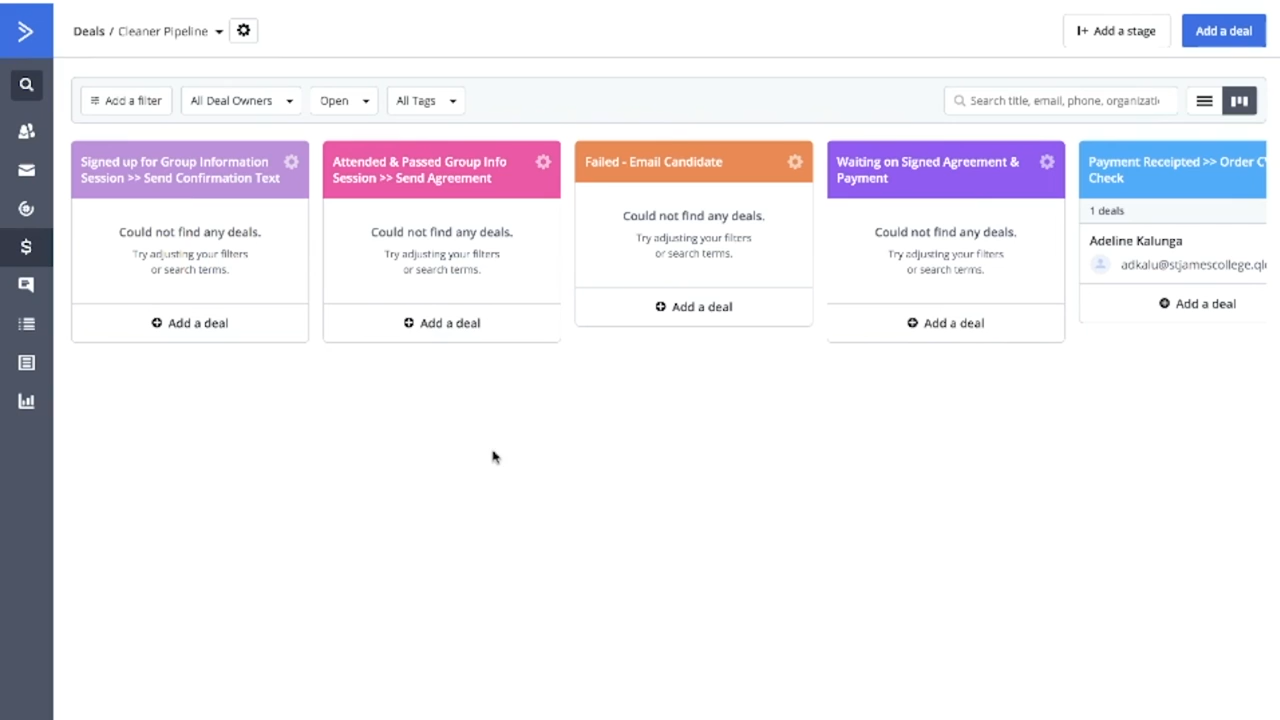 Deals / Cleaner Pipeline
Add a stage
Add a deal
Add a filter
All Deal Owners
Open
All Tags
Search title, email, phone, organizati
Signed up for Group Information
Session >> Send Confirmation Text
Could not find any deals.
Try adjusting your filters
or search terms.
Add a deal
Attended & Passed Group Info
Session >> Send Agreement
Could not find any deals.
Try adjusting your filters
or search terms.
Add a deal
Failed - Email Candidate
Could not find any deals.
Try adjusting your filters
or search terms.
Add a deal
Waiting on Signed Agreement &
Payment
Could not find any deals.
Try adjusting your filters
or search terms.
Add a deal
Payment Receipted >> Order
Check
1 deals
Adeline Kalunga
adkalu@stjamescollege.ql
Add a deal